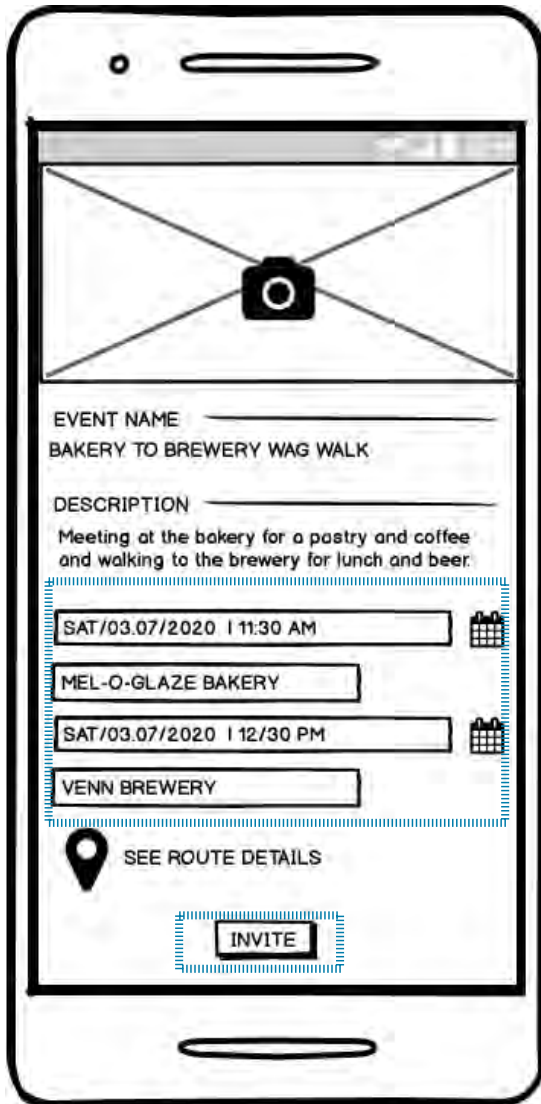 EVENT NAME
BAKERY TO BREWERY WAG WALK
DESCRIPTION
Meeting at the bakery for a pastry and coffee
and walking to the brewery for lunch and beer.
SAT/03.07/2020 | 11:30 AM
MEL-O-GLAZE BAKERY
SAT/03.07/2020 | 12/30 PM
VENN BREWERY
SEE ROUTE DETAILS
INVITE